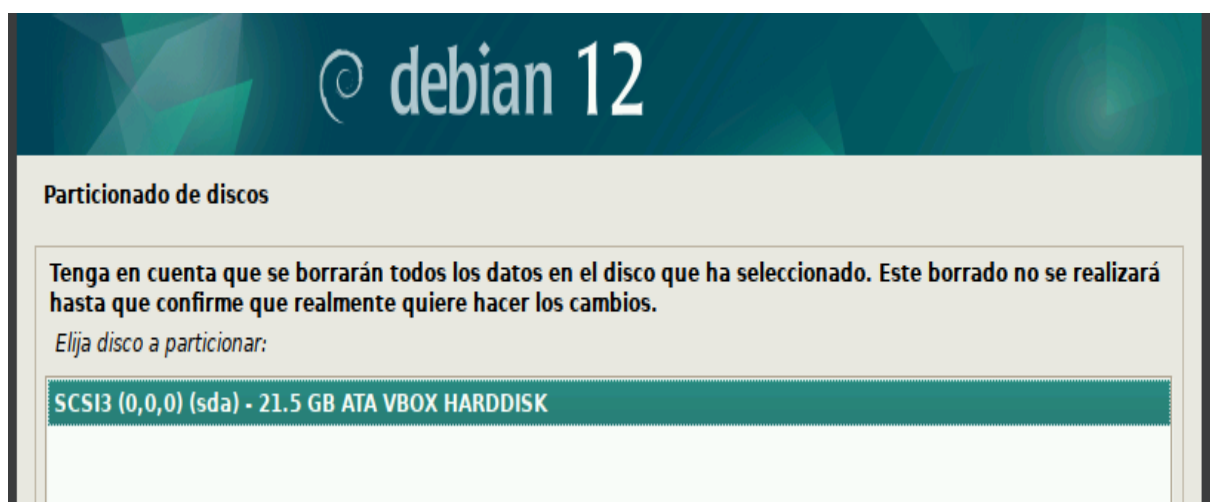 debian 12
Particionado de discos
Tenga en cuenta que se borrarán todos los datos en el disco que ha seleccionado. Este borrado no se realizará
hasta que confirme que realmente quiere hacer los cambios.
Elija disco a particionar:
SCSI3 (0,0,0) (sda) - 21.5 GB ATA VBOX HARDDISK